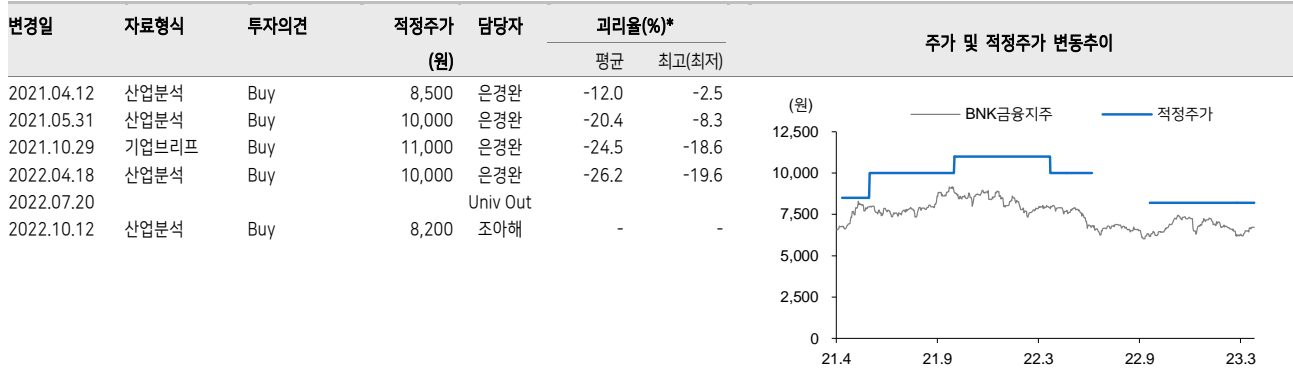 변경일 자료형식 투자의견 적정주가 담당자 괴리율(%)* 주가 및 적정주가 변동추이
(원) 평균 최고(최저)
2021.04.12 산업분석 Buy 8,500 은경완 -12.0 -2.5
2021.05.31 산업분석 Buy 10,000 은경완 -20.4 -8.3
2021.10.29 기업브리프 Buy 11,000 은경완 -24.5 -18.6
2022.04.18 산업분석 Buy 10,000 은경완 -26.2 -19.6
2022.07.20 Univ Out
2022.10.12 산업분석 Buy 8,200 조아해 - -
(원)
BNK금융지주 적정주가
12,500
10,000
7,500
5,000
2,500
0
21.4 21.9 22.3 22.9 23.3